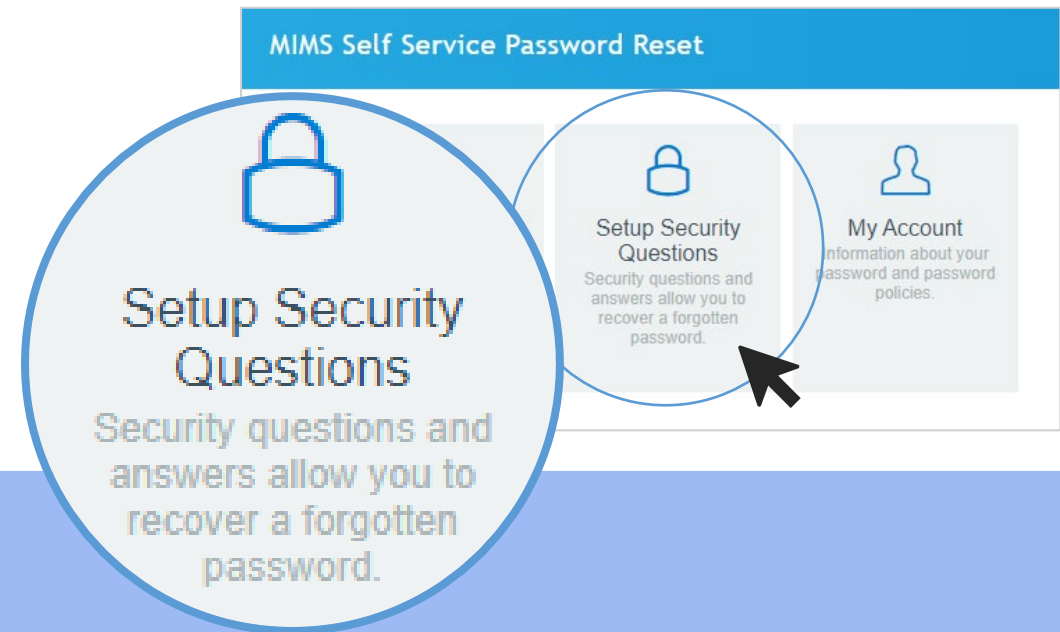 MIMS Self Service Password Reset
Setup Security
Questions
Security questions and
answers allow you to
recover a forgotten
password.
Setup Security
Questions
Security questions and
answers allow you to
recover a forgotten
password.
My Account
Information about your
password and password
policies.